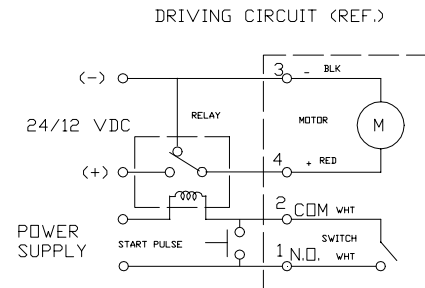 DRIVING CIRCUIT (REF.)
3 - BLK
(-)
RELAY
24/12 VDC
MOTOR
M
4 + RED
(+)
2 COM WHT
POWER
SUPPLY
START PULSE
SWITCH
1 N.O. WHT